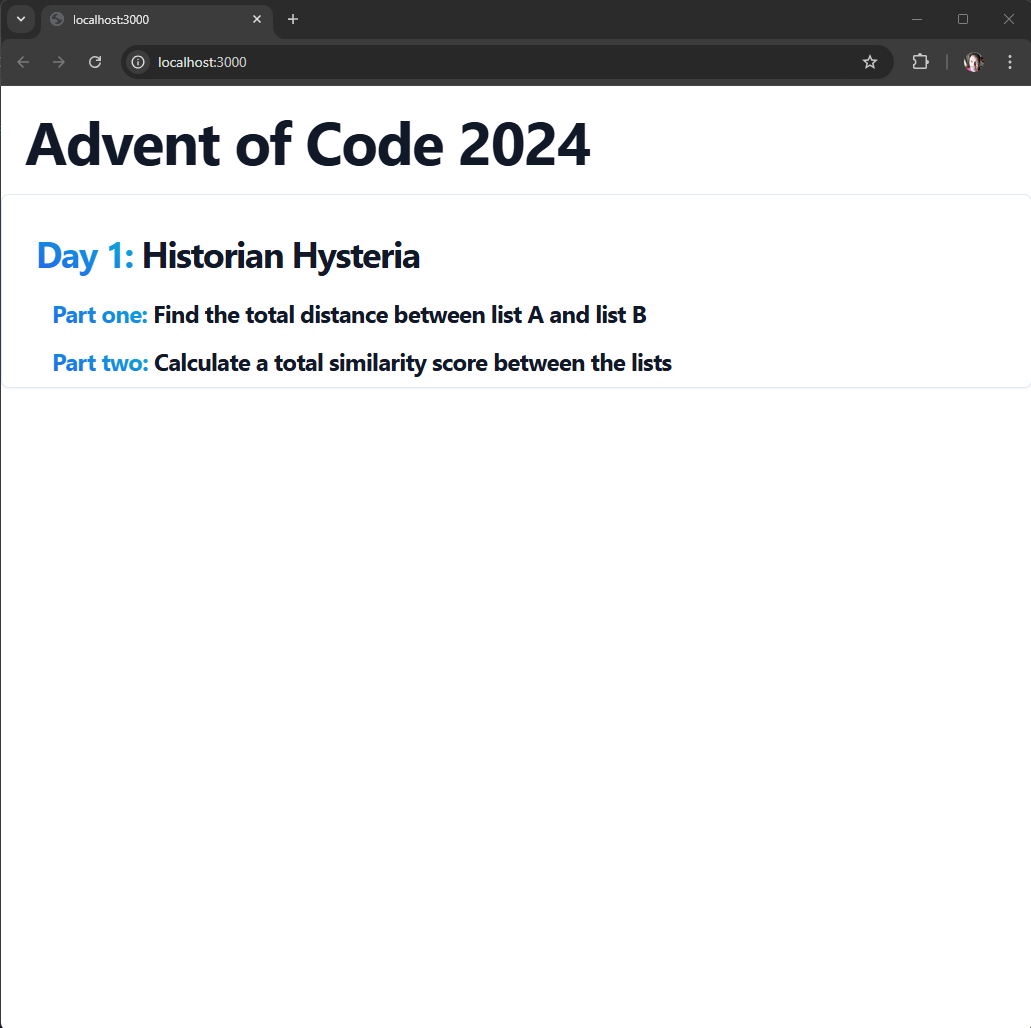 localhost:3000
localhost:3000
Advent of Code 2024
Day 1: Historian Hysteria
Part one: Find the total distance between list A and list B
Part two: Calculate a total similarity score between the lists